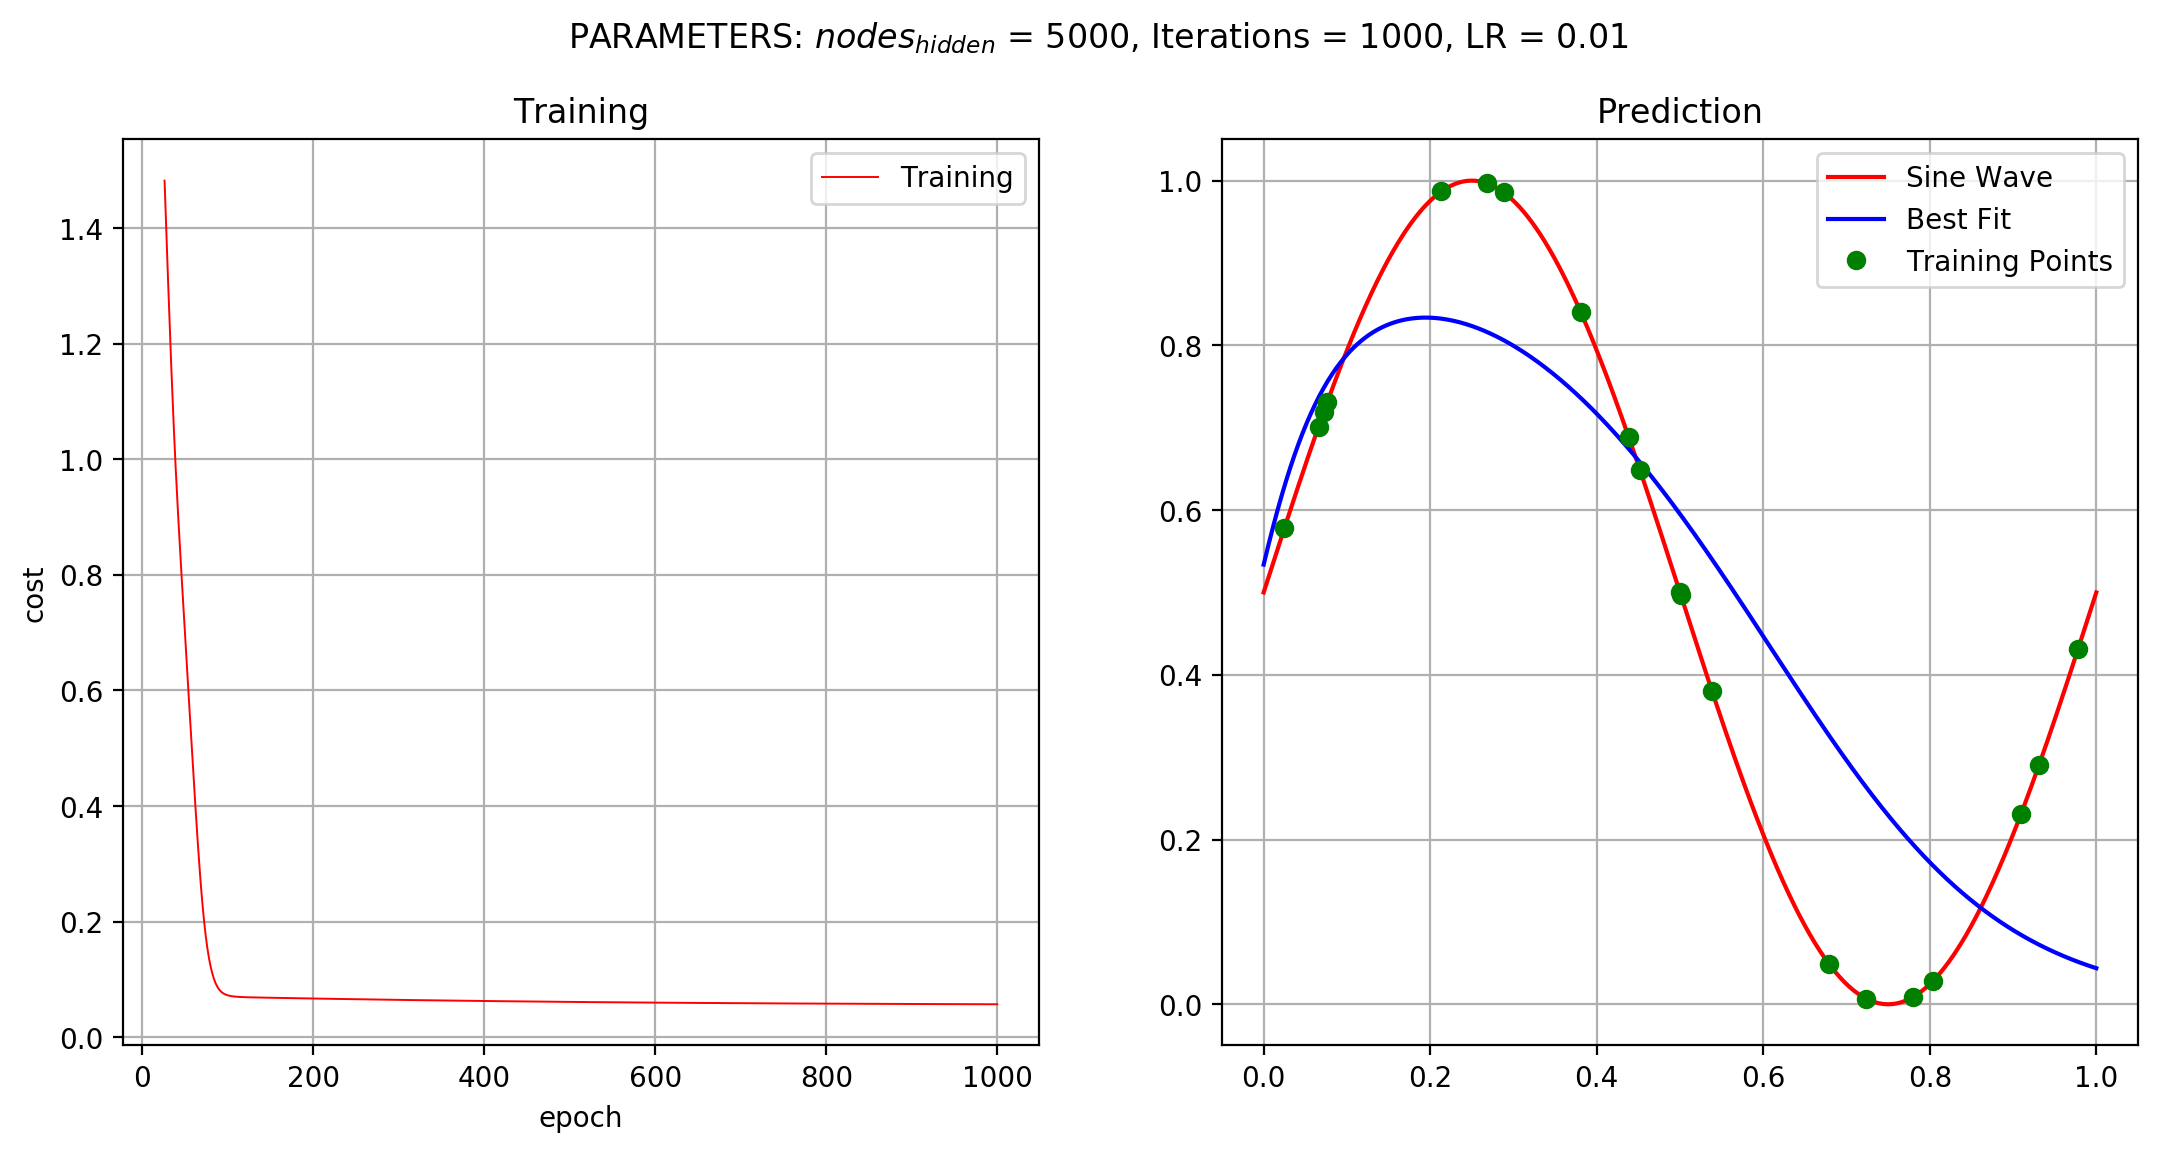 PARAMETERS: nodes_hidden = 5000, Iterations = 1000, LR = 0.01
Training
Training
1.4
1.2
1.0
0.8
0.6
0.4
0.2
0.0
cost
0 200 400 600 800 1000
epoch
Prediction
Sine Wave
Best Fit
Training Points
1.0
0.8
0.6
0.4
0.2
0.0
0.0 0.2 0.4 0.6 0.8 1.0